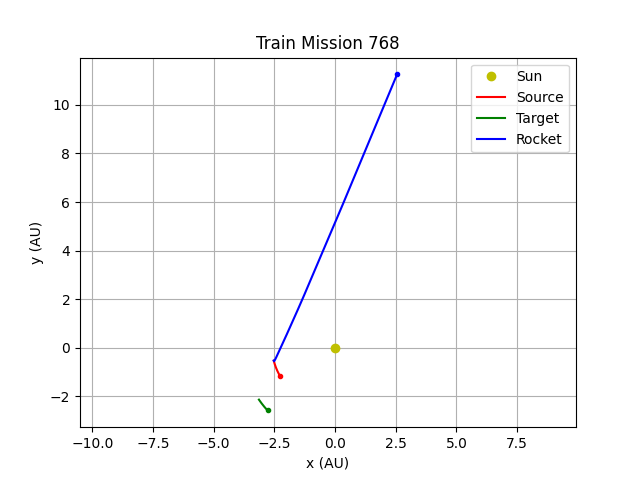 Train Mission 768
Sun
Source
Target
Rocket
y (AU)
10
8
6
4
2
0
−2
−10.0 −7.5 −5.0 −2.5 0.0 2.5 5.0 7.5
x (AU)